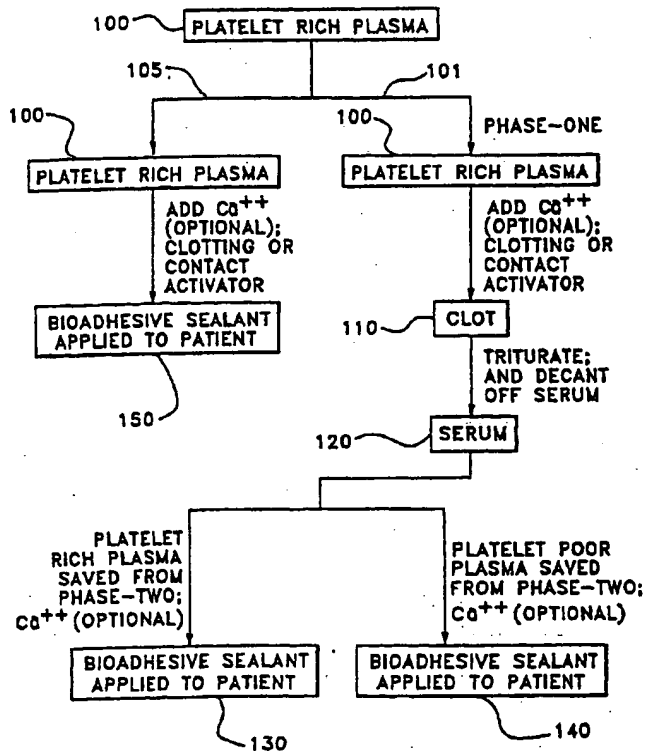 100
PLATELET RICH PLASMA
105.
101
100
PLATELET RICH PLASMA
ADD Ca++
(OPTIONAL);
CLOTTING OR
CONTACT
ACTIVATOR
BIOADHESIVE SEALANT
APPLIED TO PATIENT
150
PHASE-ONE
100
PLATELET RICH PLASMA
ADD Ca++
(OPTIONAL);
CLOTTING OR
CONTACT
ACTIVATOR
110
CLOT
TRITURATE;
AND DECANT
OFF SERUM
120
SERUM
PLATELET
RICH PLASMA
SAVED FROM
PHASE-TWO;
Ca++ (OPTIONAL)
BIOADHESIVE SEALANT
APPLIED TO PATIENT
130
PLATELET POOR
PLASMA SAVED
FROM PHASE-TWO;
Ca++ (OPTIONAL)
BIOADHESIVE SEALANT
APPLIED TO PATIENT
140